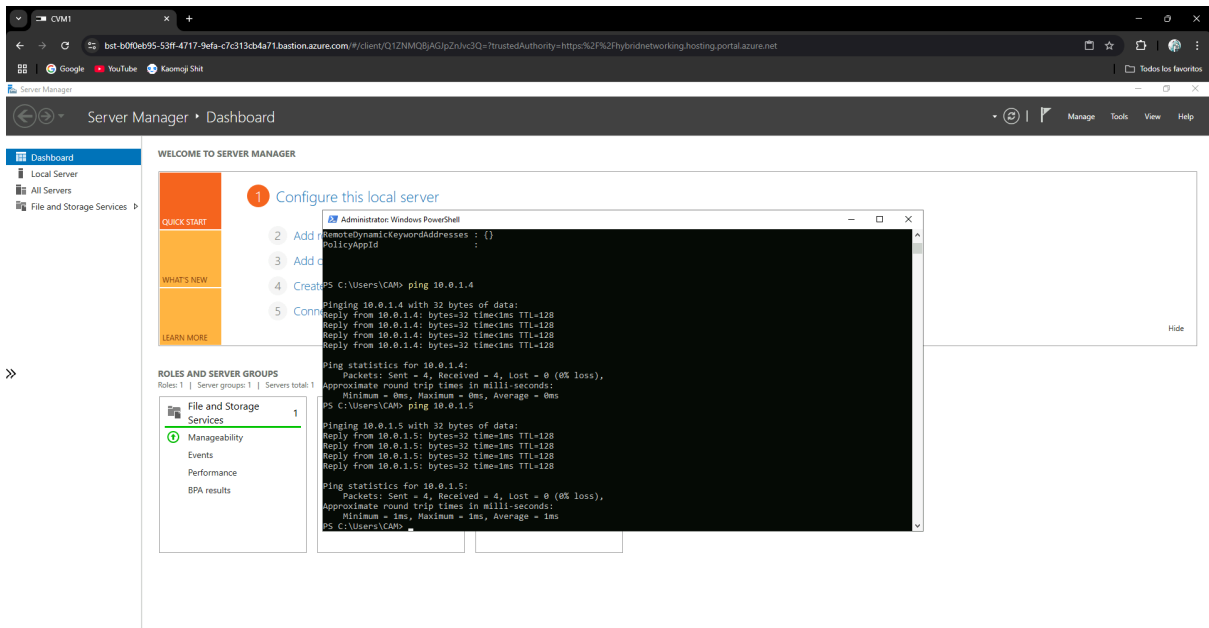 CVM1
bst-b0f0eb95-53ff-4717-9efa-c7c313cb4a71.bastion.azure.com/#/client/Q1ZNMQBjAGJpZnJvc3Q=?trustedAuthority=https:%2F%2Fhybridnetworking.hosting.portal.azure.net
Google YouTube Kaomoji Shit Todos los favoritos
Server Manager
Server Manager • Dashboard Manage Tools View Help
Dashboard
Local Server
All Servers
File and Storage Services
WELCOME TO SERVER MANAGER
QUICK START
WHAT'S NEW
LEARN MORE
1 Configure this local server
2 Add r
3 Add o
4 Create
5 Conn
Hide
Administrator: Windows PowerShell
RemoteDynamicKeywordAddresses : {}
PolicyAppId :
PS C:\Users\CAM> ping 10.0.1.4
Pinging 10.0.1.4 with 32 bytes of data:
Reply from 10.0.1.4: bytes=32 time<1ms TTL=128
Reply from 10.0.1.4: bytes=32 time<1ms TTL=128
Reply from 10.0.1.4: bytes=32 time<1ms TTL=128
Reply from 10.0.1.4: bytes=32 time<1ms TTL=128
Ping statistics for 10.0.1.4:
Packets: Sent = 4, Received = 4, Lost = 0 (0% loss),
Approximate round trip times in milli-seconds:
Minimum = 0ms, Maximum = 0ms, Average = 0ms
PS C:\Users\CAM> ping 10.0.1.5
Pinging 10.0.1.5 with 32 bytes of data:
Reply from 10.0.1.5: bytes=32 time=1ms TTL=128
Reply from 10.0.1.5: bytes=32 time=1ms TTL=128
Reply from 10.0.1.5: bytes=32 time=1ms TTL=128
Reply from 10.0.1.5: bytes=32 time=1ms TTL=128
Ping statistics for 10.0.1.5:
Packets: Sent = 4, Received = 4, Lost = 0 (0% loss),
Approximate round trip times in milli-seconds:
Minimum = 1ms, Maximum = 1ms, Average = 1ms
PS C:\Users\CAM>
ROLES AND SERVER GROUPS
Roles: 1 | Server groups: 1 | Servers total: 1
File and Storage
Services 1
Manageability
Events
Performance
BPA results